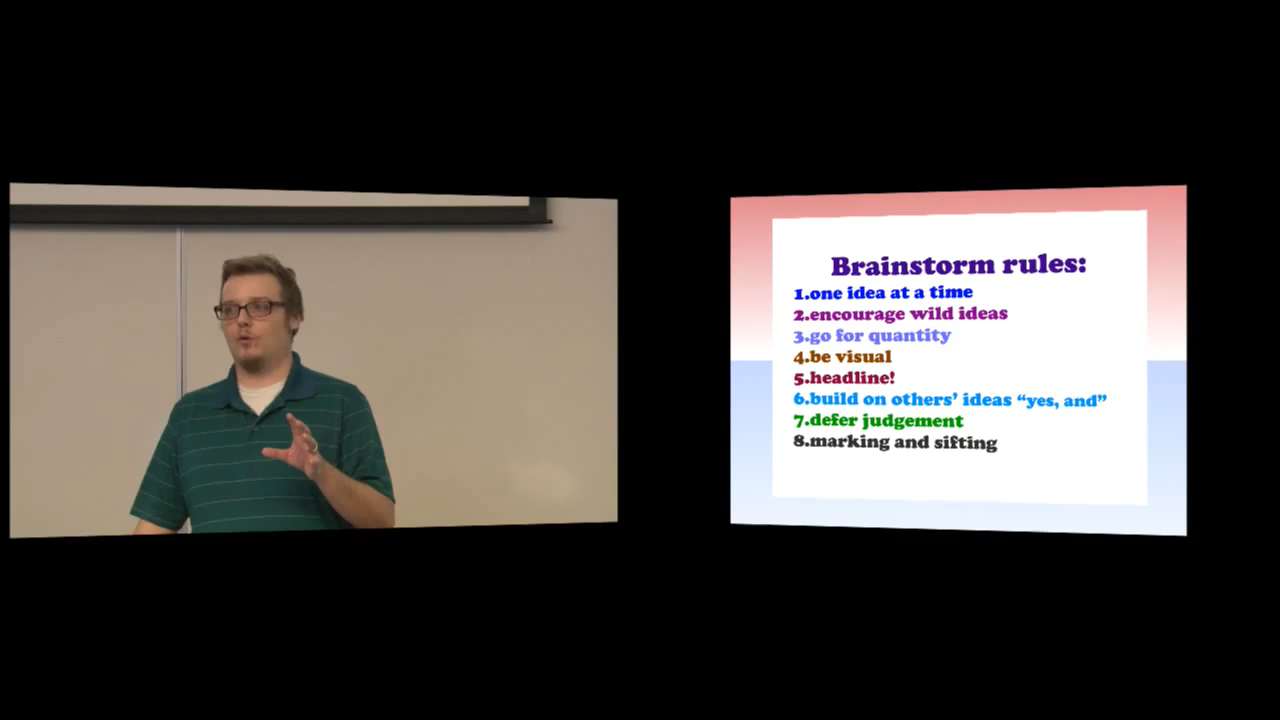 Brainstorm rules:
1.one idea at a time
2.encourage wild ideas
3.go for quantity
4.be visual
5.headline!
6.build on others’ ideas “yes, and”
7.defer judgement
8.marking and sifting